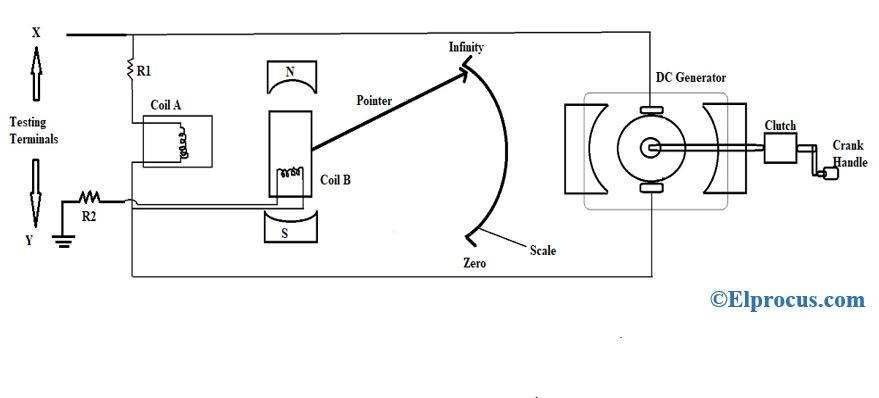 X
Infinity
R1
N
DC Generator
Pointer
Coil A
Testing
Terminals
Clutch
Crank
Handle
Coil B
R2
S
Y
Scale
Zero
©Elprocus.com